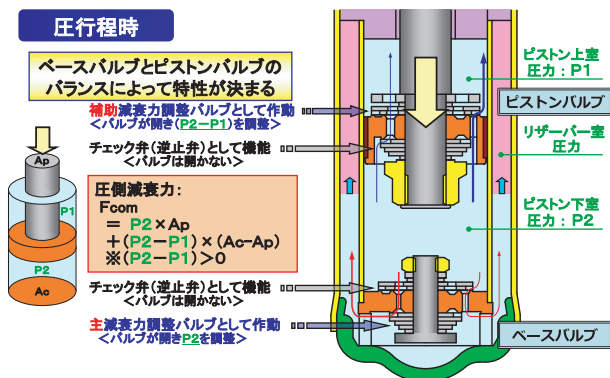 圧行程時
ベースバルブとピストンバルブの
バランスによって特性が決まる
補助減衰力調整バルブとして作動
＜バルブが開き(P2－P1)を調整＞
チェック弁(逆止弁)として機能
＜バルブは開かない＞
圧側減衰力：
Fcom
＝ P2×Ap
＋(P2－P1)×(Ac-Ap)
※(P2－P1)＞0
チェック弁(逆止弁)として機能
＜バルブは開かない＞
主減衰力調整バルブとして作動
＜バルブが開きP2を調整＞
Ap
P1
P2
Ac
ピストン上室
圧力：P1
ピストンバルブ
リザーバー室
圧力
ピストン下室
圧力：P2
ベースバルブ